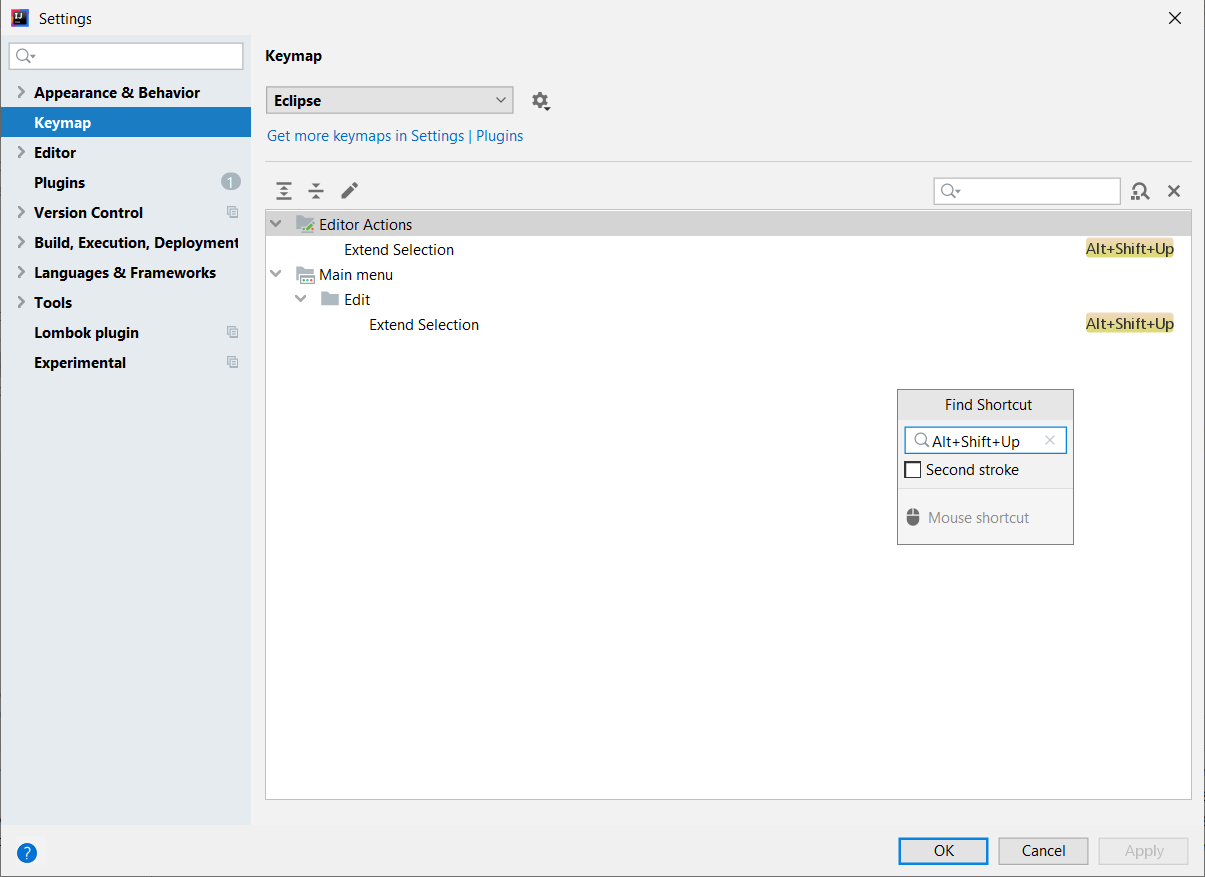 Settings
Appearance & Behavior
Keymap
Editor
Plugins
1
Version Control
Build, Execution, Deployment
Languages & Frameworks
Tools
Lombok plugin
Experimental
Keymap
Eclipse
Get more keymaps in Settings | Plugins
Editor Actions
Extend Selection Alt+Shift+Up
Main menu
Edit
Extend Selection Alt+Shift+Up
Find Shortcut
Alt+Shift+Up
Second stroke
Mouse shortcut
?
OK Cancel Apply